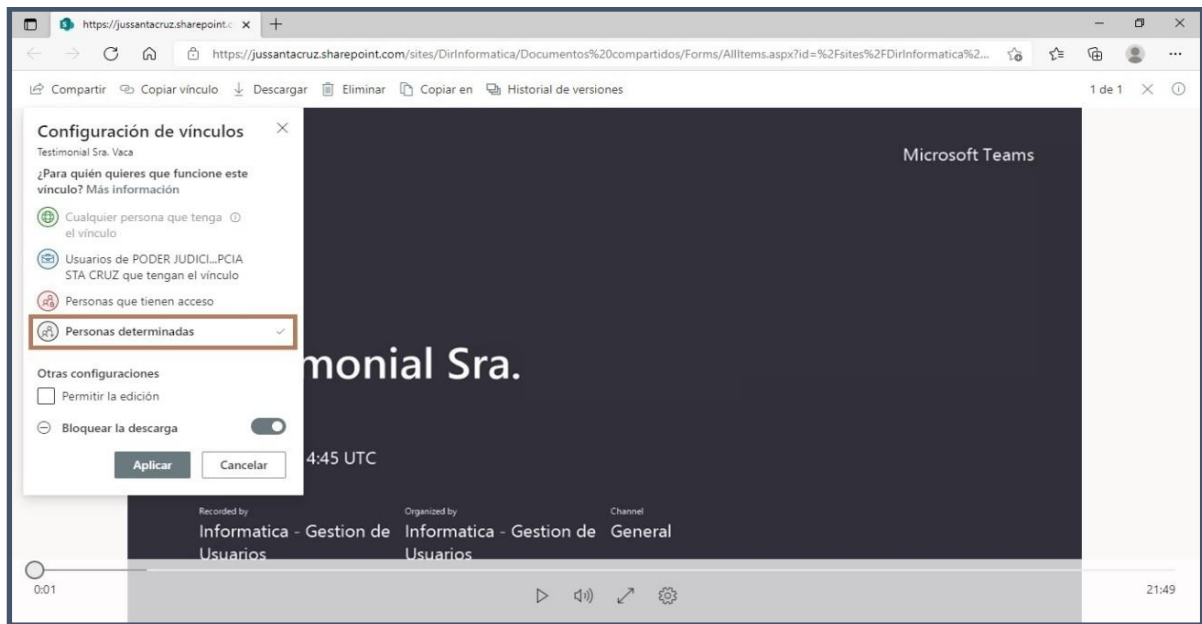 https://jussantacruz.sharepoint.c
https://jussantacruz.sharepoint.com/sites/DirInformatica/Documentos%20compartidos/Forms/AllItems.aspx?id=%2Fsites%2FDirInformatica%2...
Compartir Copiar vínculo Descargar Eliminar Copiar en Historial de versiones 1 de 1
Configuración de vínculos
Testimonial Sra. Vaca
¿Para quién quieres que funcione este
vínculo? Más información
Cualquier persona que tenga
el vínculo
Usuarios de PODER JUDICI...PCIA
STA CRUZ que tengan el vínculo
Personas que tienen acceso
Personas determinadas
Otras configuraciones
Permitir la edición
Bloquear la descarga
Aplicar Cancelar
Microsoft Teams
monial Sra.
4:45 UTC
Recorded by Organized by Channel
Informatica - Gestion de Informatica - Gestion de General
Usuarios Usuarios
0:01 21:49